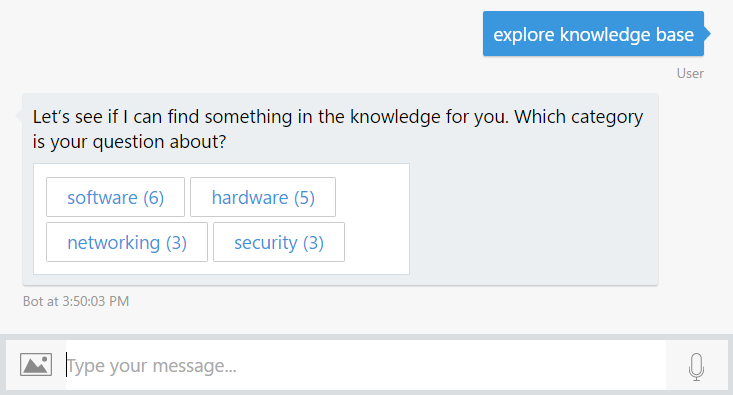 explore knowledge base
User
Let’s see if I can find something in the knowledge for you. Which category
is your question about?
software (6) hardware (5)
networking (3) security (3)
Bot at 3:50:03 PM
Type your message...